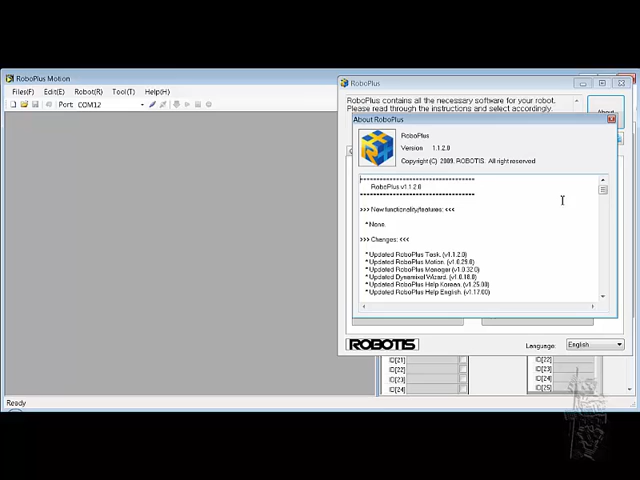 RoboPlus Motion
Files(F) Edit(E) Robot(R) Tool(T) Help(H)
Port COM12
Ready
RoboPlus
RoboPlus contains all the necessary software for your robot.
Please read through the instructions and select accordingly.
About
About RoboPlus
RoboPlus
Version 1.1.2.0
Copyright (C) 2009. ROBOTIS. All right reserved
RoboPlus v1.1.2.0
>>> New functionality/features: <<<
* None.
>>> Changes: <<<
* Updated RoboPlus Task. (v1.1.2.0)
* Updated RoboPlus Motion. (v1.0.29.0)
* Updated RoboPlus Manager (v1.0.32.0)
* Updated Dynamixel Wizard. (v1.0.18.0)
* Updated RoboPlus Help Korean. (v1.25.00)
* Updated RoboPlus Help English. (v1.17.00)
ROBOTIS
Language: English
ID[21] ID[22]
ID[22] ID[23]
ID[23] ID[24]
ID[24] ID[25]